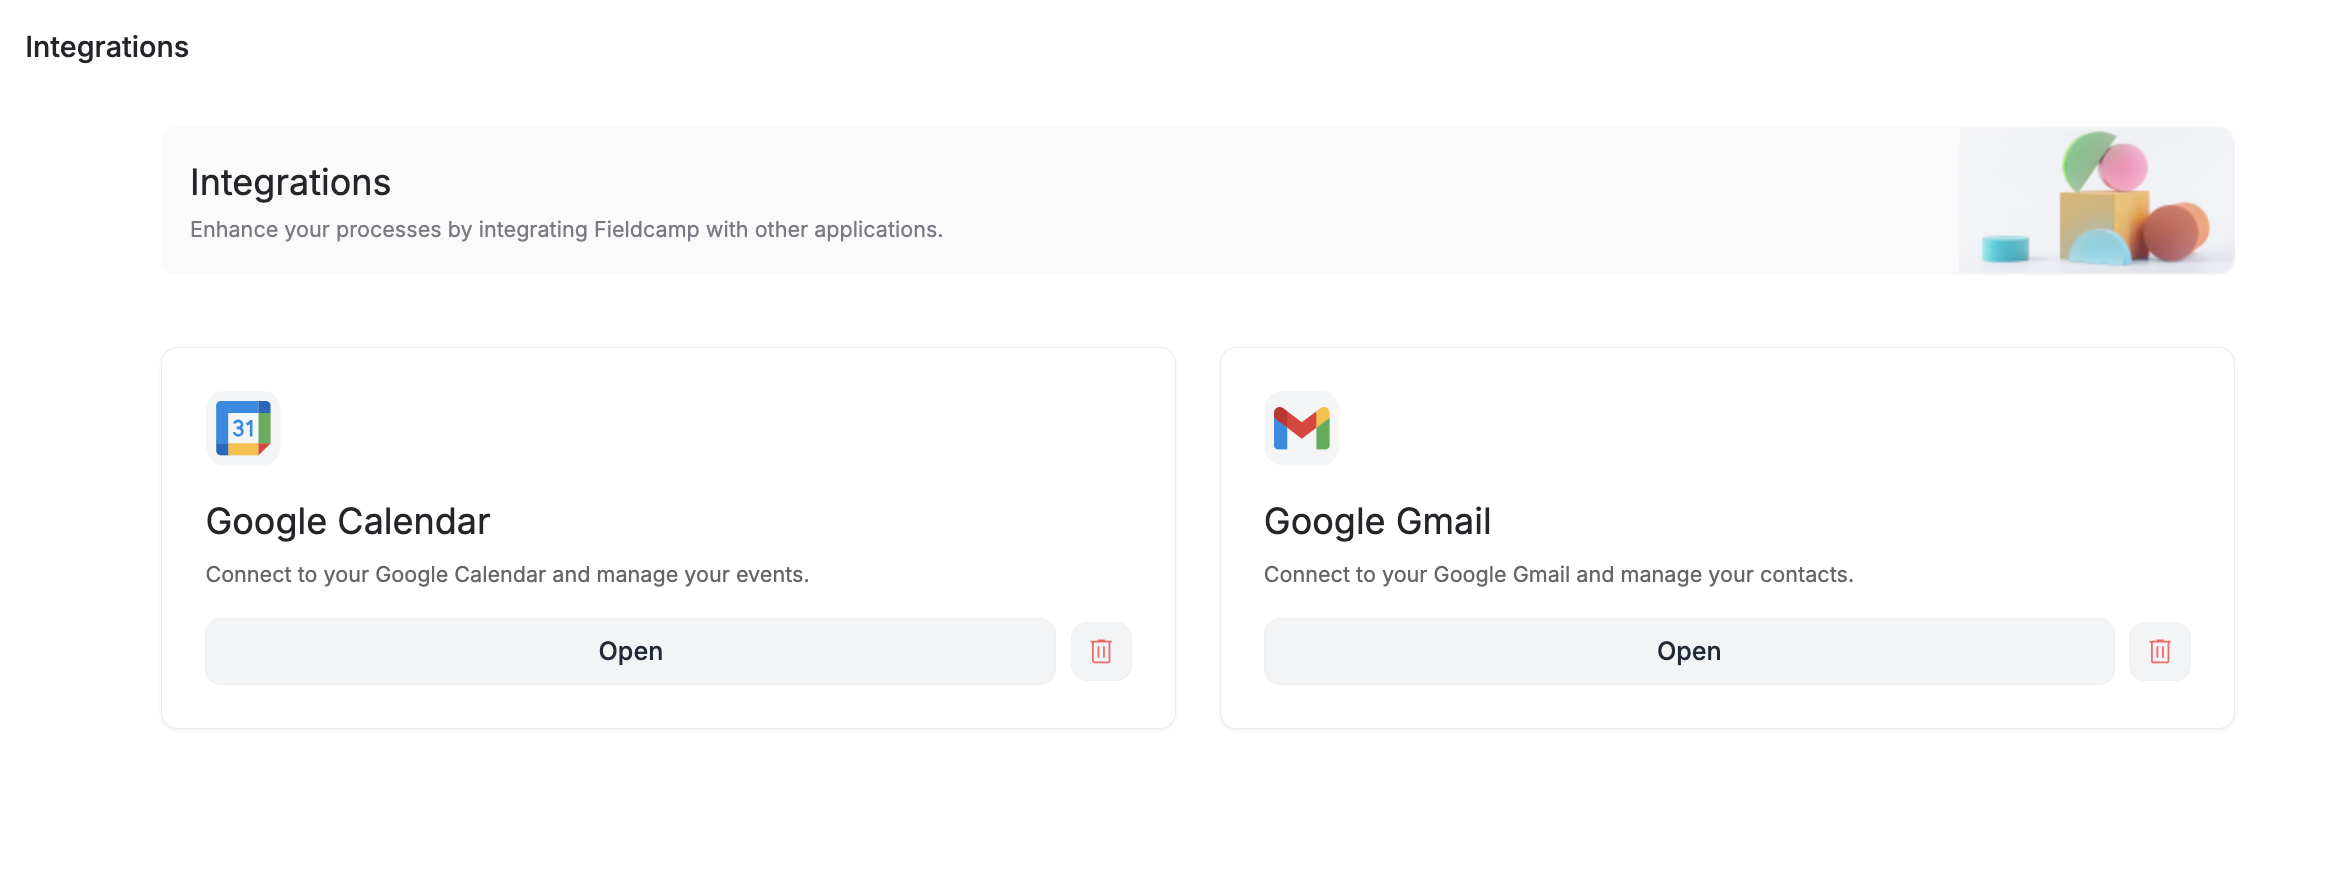 Integrations
Integrations
Enhance your processes by integrating Fieldcamp with other applications.
31
Google Calendar
Connect to your Google Calendar and manage your events.
Open
Google Gmail
Connect to your Google Gmail and manage your contacts.
Open